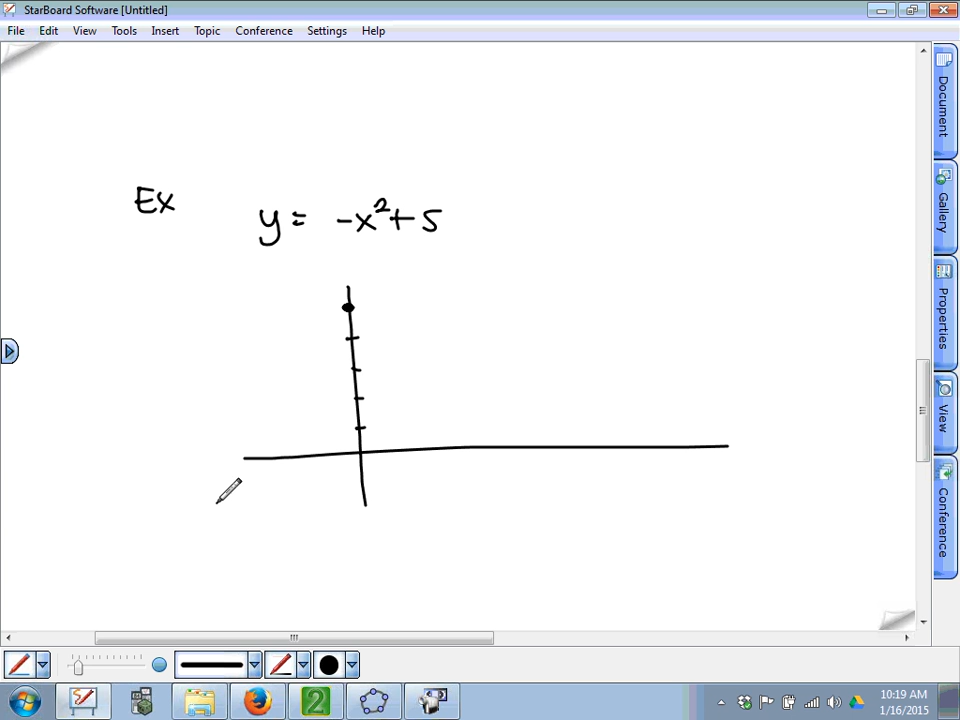 StarBoard Software [Untitled]
File Edit View Tools Insert Topic Conference Settings Help
Document
Gallery
Properties
View
Conference
Ex y = -x²+5
10:19 AM
1/16/2015